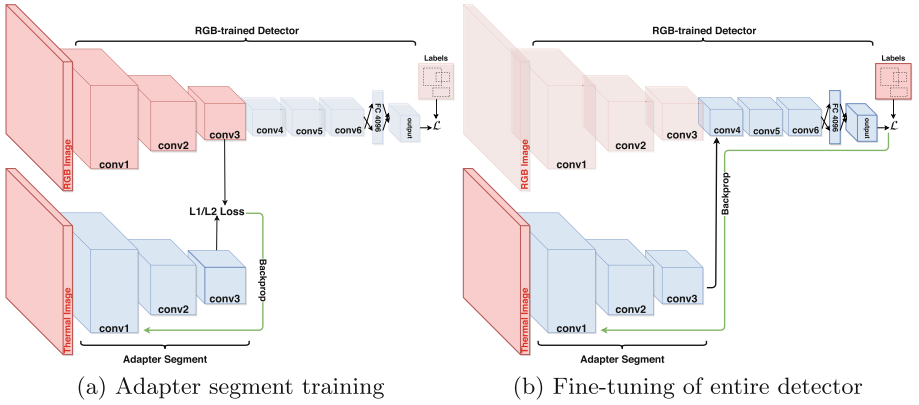 RGB-trained Detector
Labels
RGB Image
conv1
conv2
conv3
conv4
conv5
conv6
FC 4096
output
ℒ
L1/L2 Loss
Backprop
Thermal Image
conv1
conv2
conv3
Adapter Segment
(a) Adapter segment training
RGB-trained Detector
Labels
RGB Image
conv1
conv2
conv3
conv4
conv5
conv6
FC 4096
output
ℒ
Backprop
Thermal Image
conv1
conv2
conv3
Adapter Segment
(b) Fine-tuning of entire detector